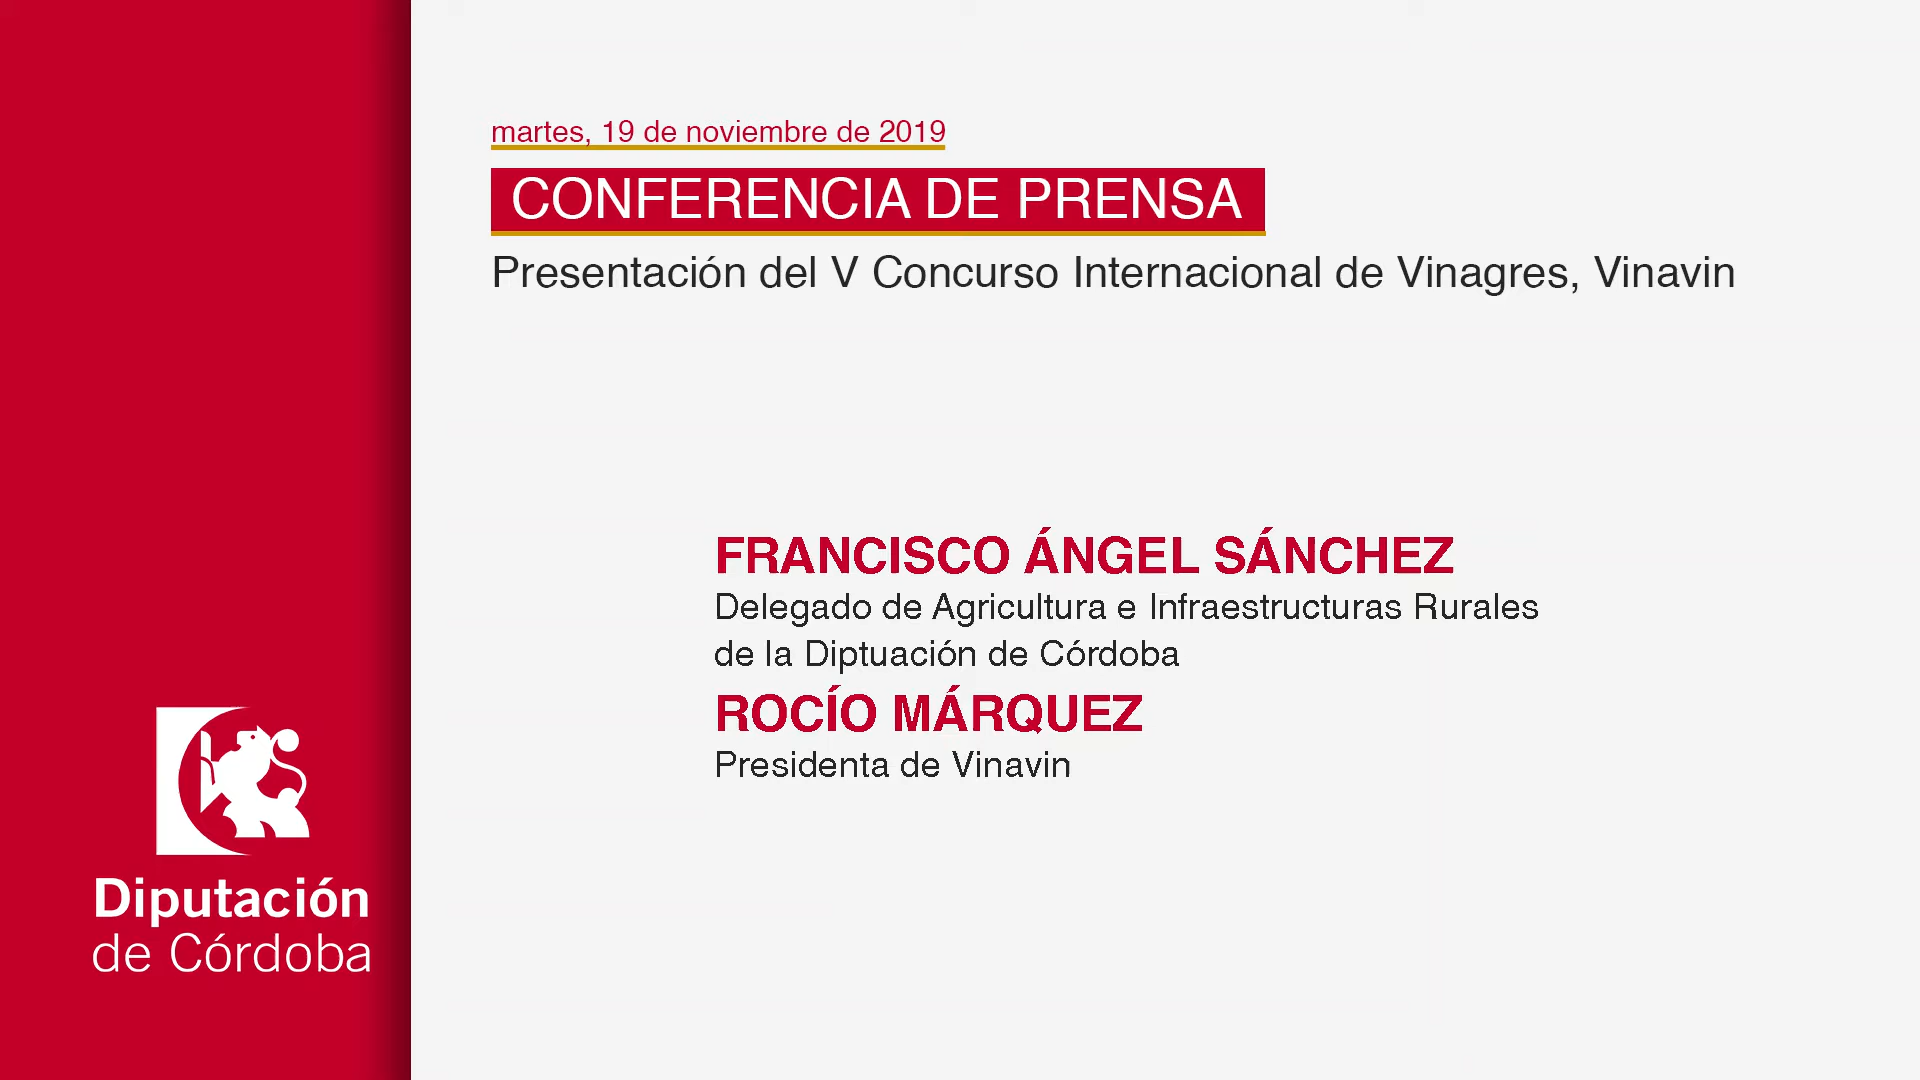 martes, 19 de noviembre de 2019
CONFERENCIA DE PRENSA
Presentación del V Concurso Internacional de Vinagres, Vinavin
FRANCISCO ÁNGEL SÁNCHEZ
Delegado de Agricultura e Infraestructuras Rurales
de la Diptuación de Córdoba
ROCÍO MÁRQUEZ
Presidenta de Vinavin
Diputación
de Córdoba